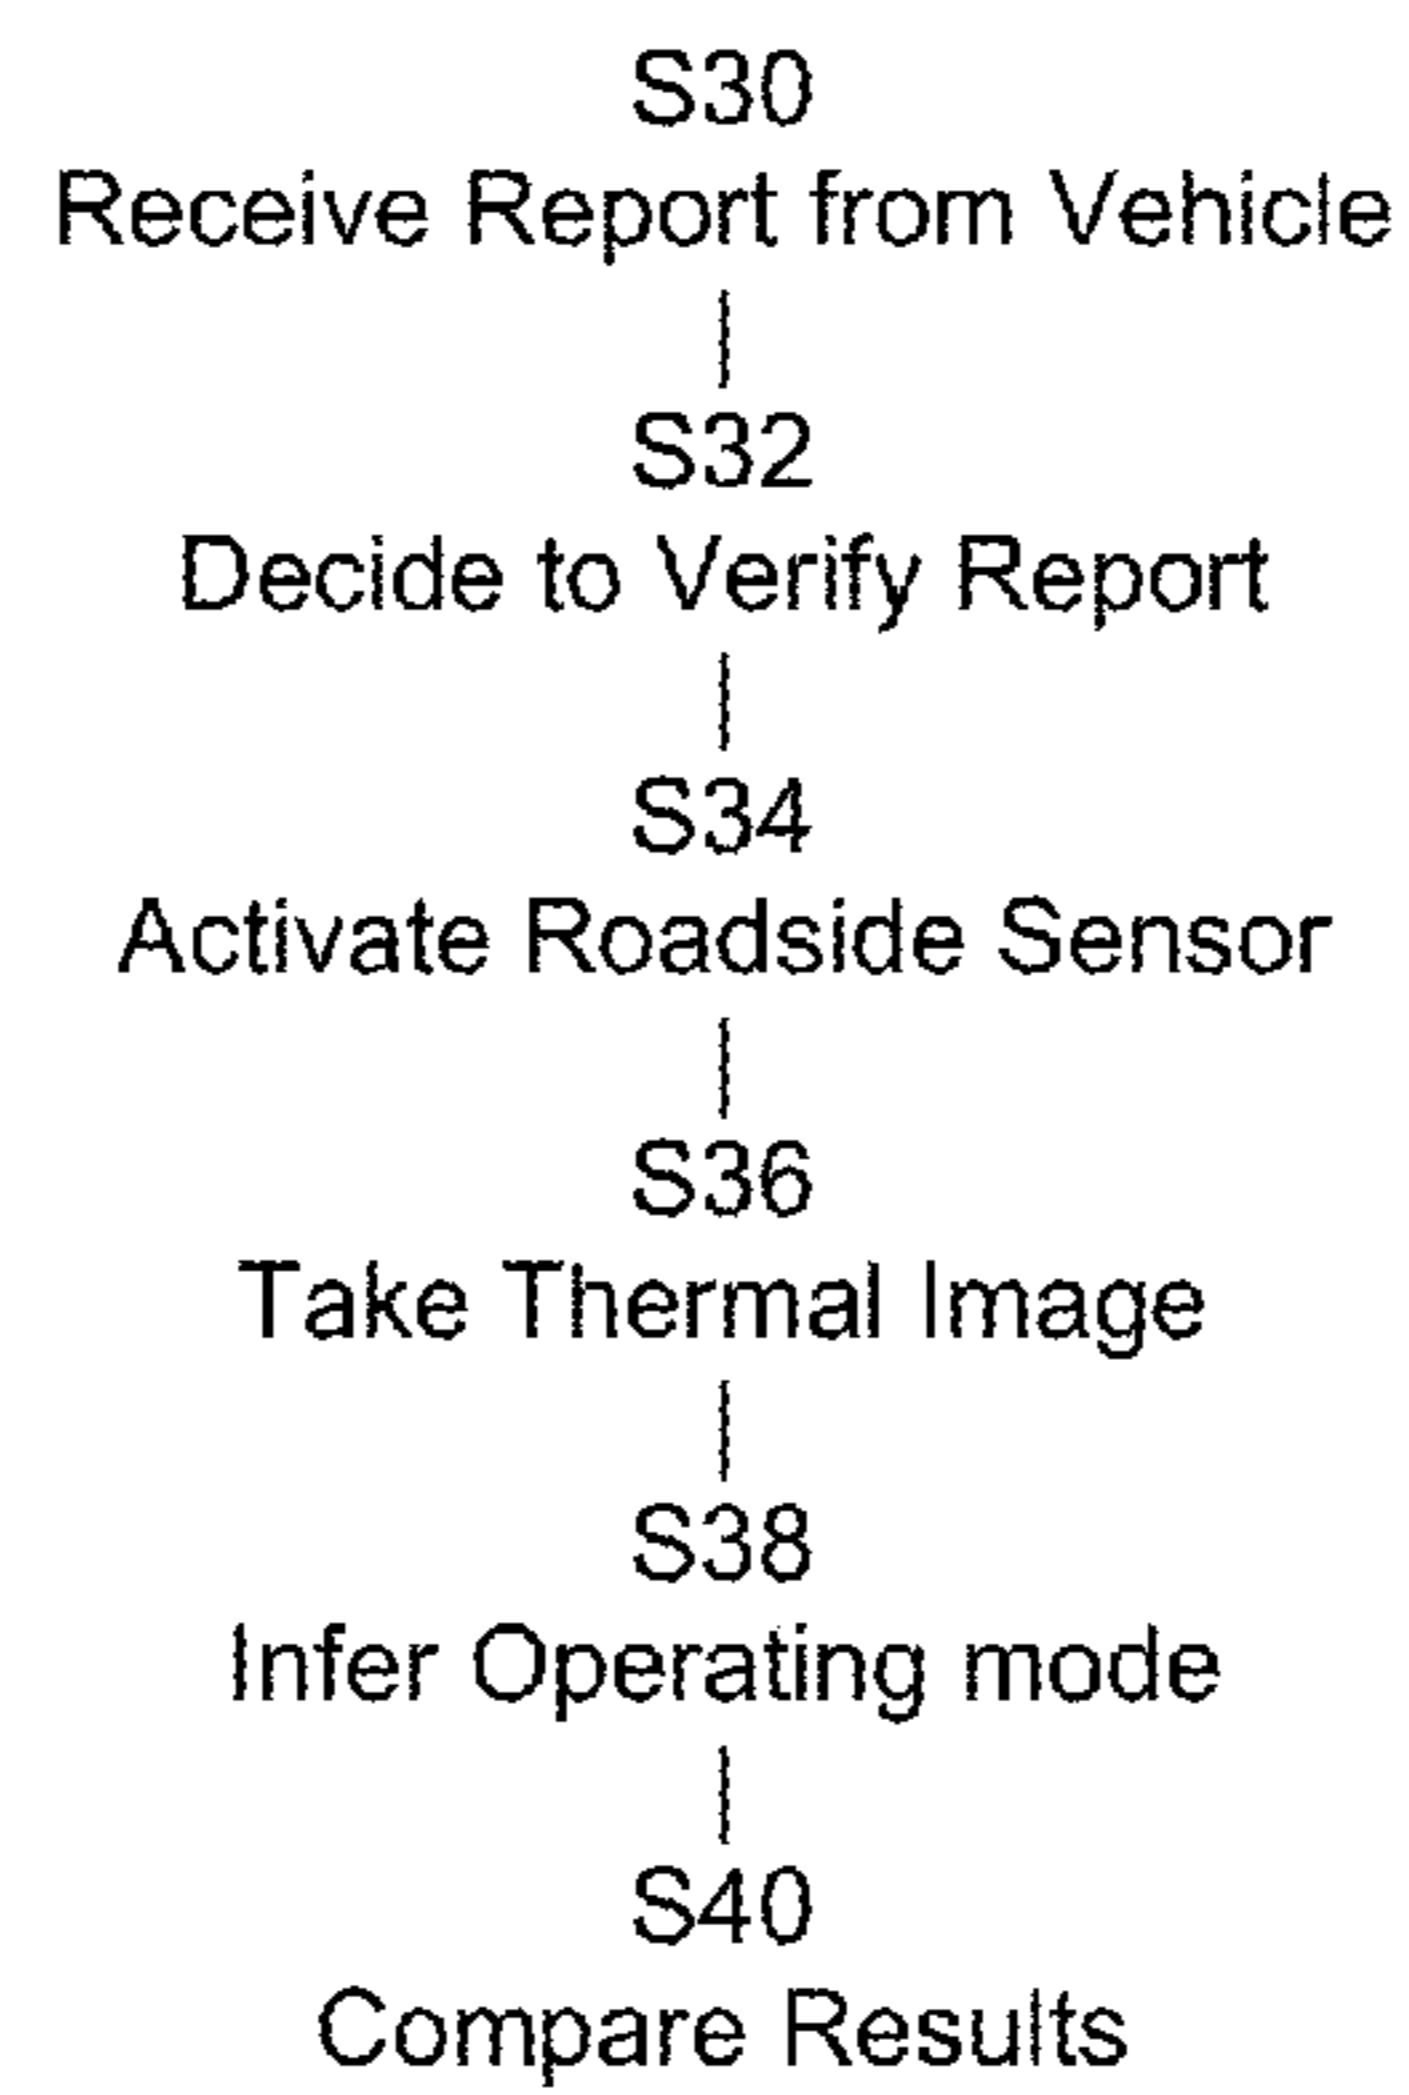 S30
Receive Report from Vehicle
S32
Decide to Verify Report
S34
Activate Roadside Sensor
S36
Take Thermal Image
S38
Infer Operating mode
S40
Compare Results